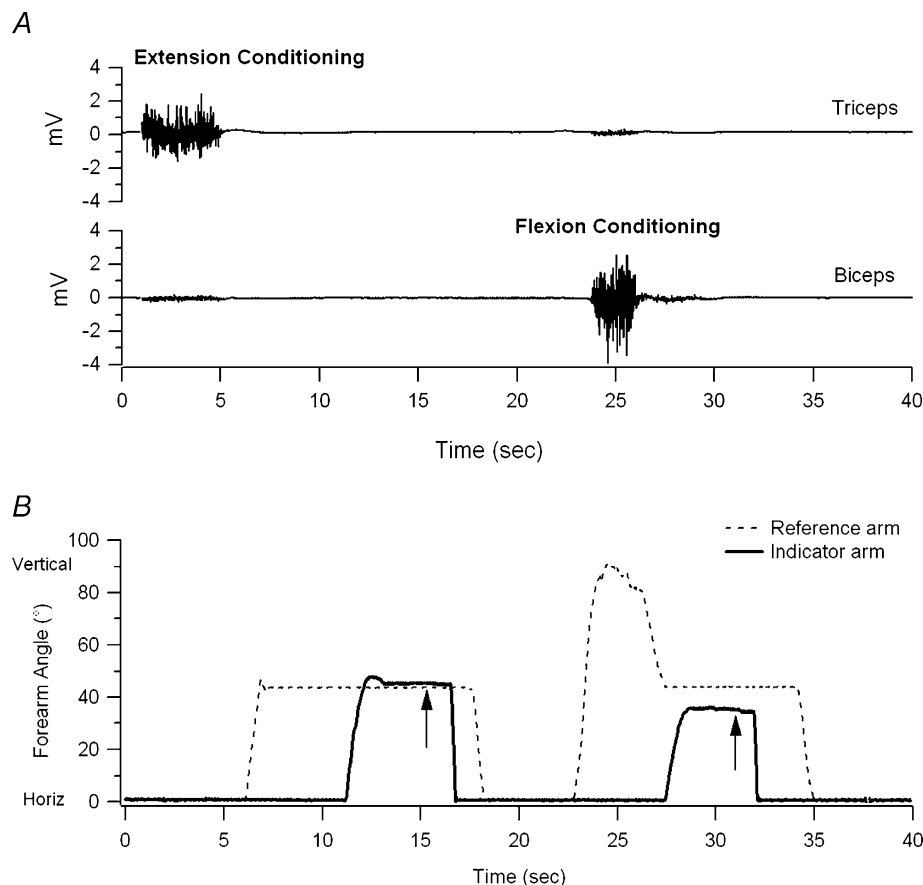 A
Extension Conditioning
4
2
0
-2
-4
mV
Triceps
Flexion Conditioning
4
2
0
-2
-4
mV
Biceps
0 5 10 15 20 25 30 35 40
Time (sec)
B
Reference arm
Indicator arm
100
80
60
40
20
0
Vertical
Horiz
Forearm Angle (°)
0 5 10 15 20 25 30 35 40
Time (sec)